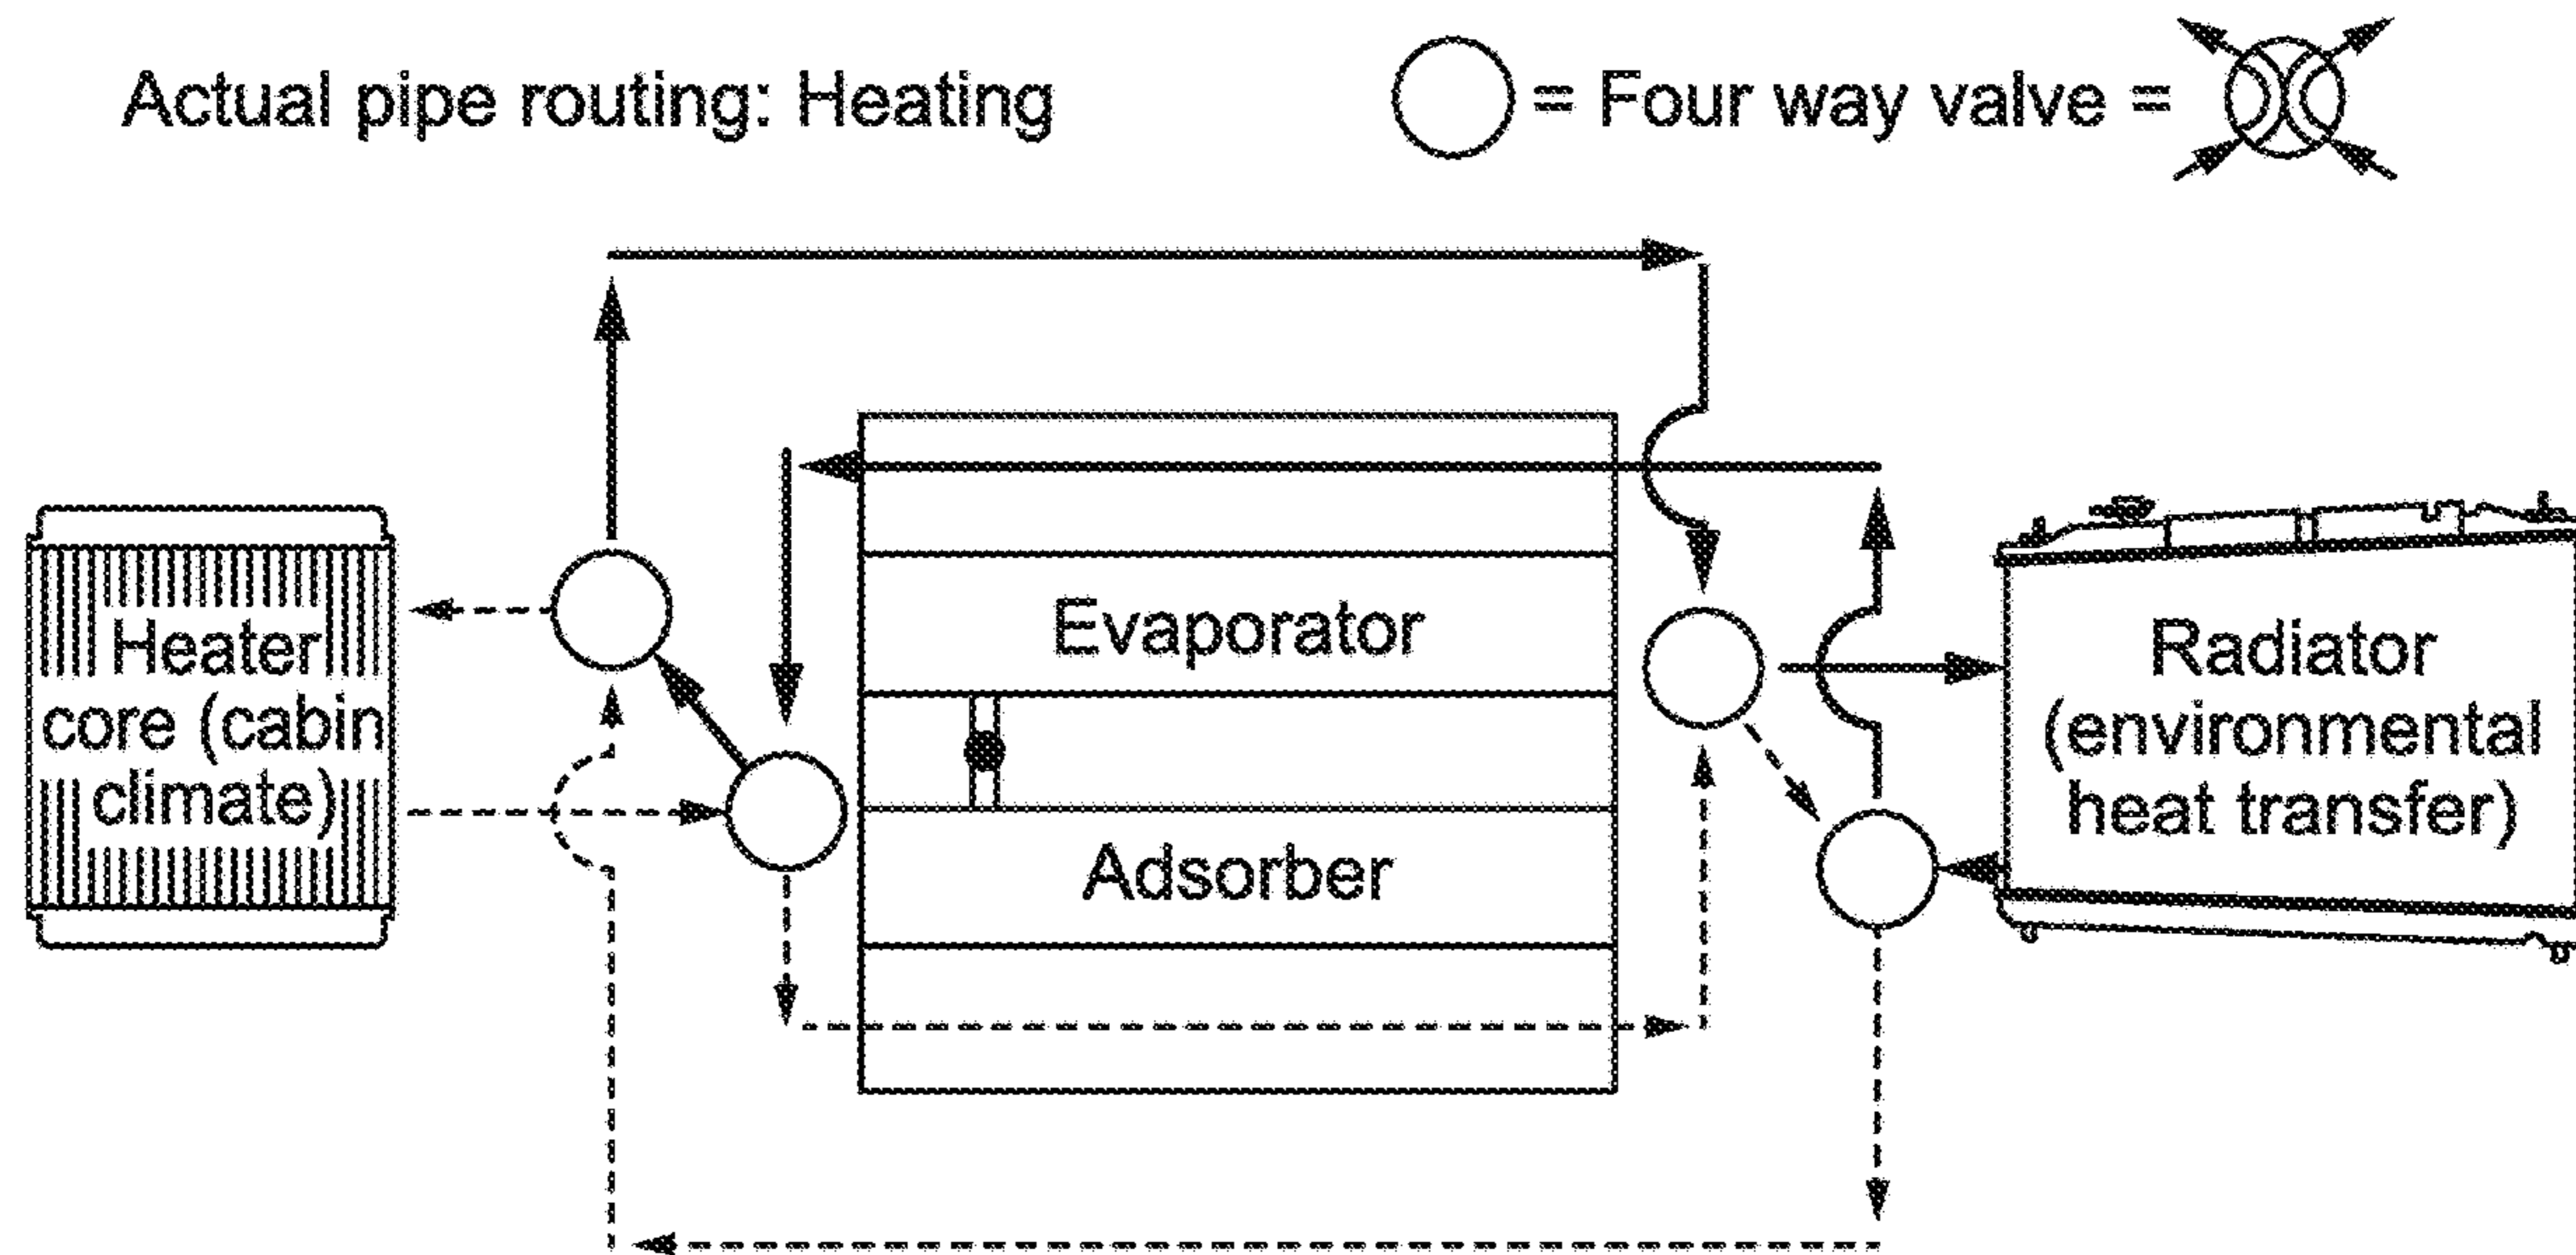 Actual pipe routing: Heating
= Four way valve =
Heater
core (cabin
climate)
Evaporator
Adsorber
Radiator
(environmental
heat transfer)